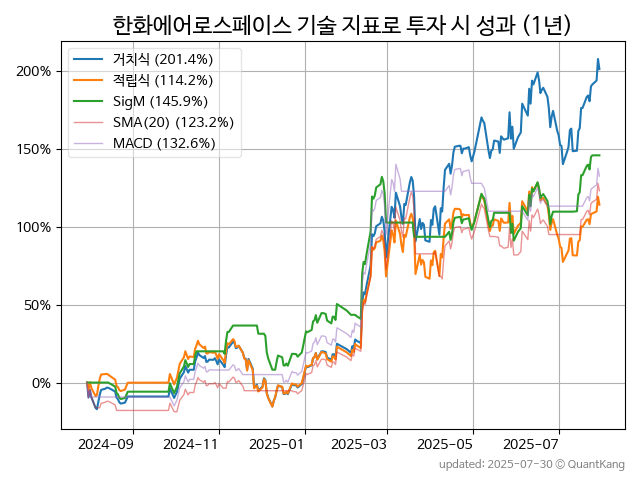 한화에어로스페이스 기술 지표로 투자 시 성과 (1년)
거치식 (201.4%)
적립식 (114.2%)
SigM (145.9%)
SMA(20) (123.2%)
MACD (132.6%)
200%
150%
100%
50%
0%
2024-09 2024-11 2025-01 2025-03 2025-05 2025-07
updated: 2025-07-30 © QuantKang